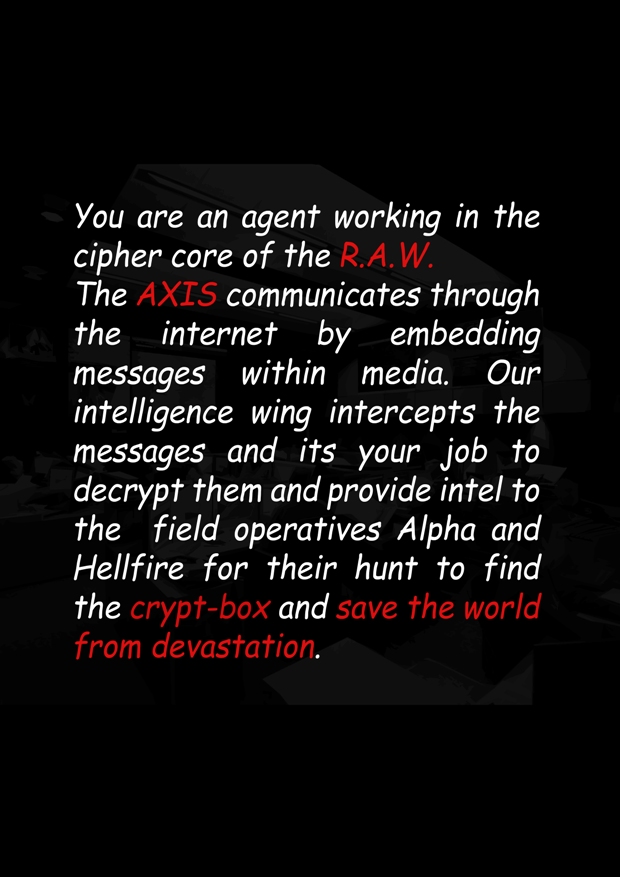 You are an agent working in the
cipher core of the R.A.W.
The AXIS communicates through
the internet by embedding
messages within media. Our
intelligence wing intercepts the
messages and its your job to
decrypt them and provide intel to
the field operatives Alpha and
Hellfire for their hunt to find
the crypt-box and save the world
from devastation.